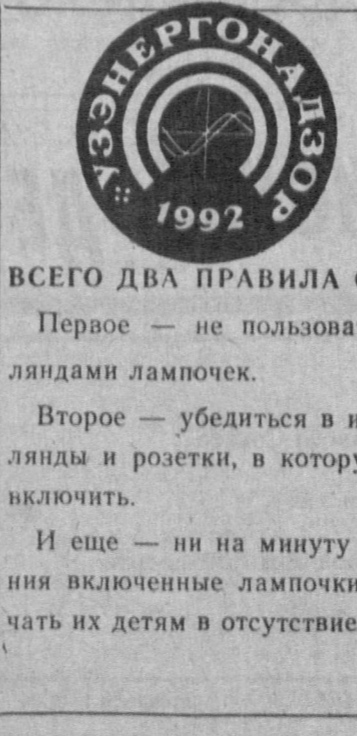 УЗЭНЕРГОНАДЗОР
1992
ВСЕГО ДВА ПРАВИЛА
Первое — не пользова
ляндами лампочек.
Второе — убедиться в и
лянды и розетки, в котору
включить.
И еще — ни на минуту
ния включенные лампочки
чать их детям в отсутствие